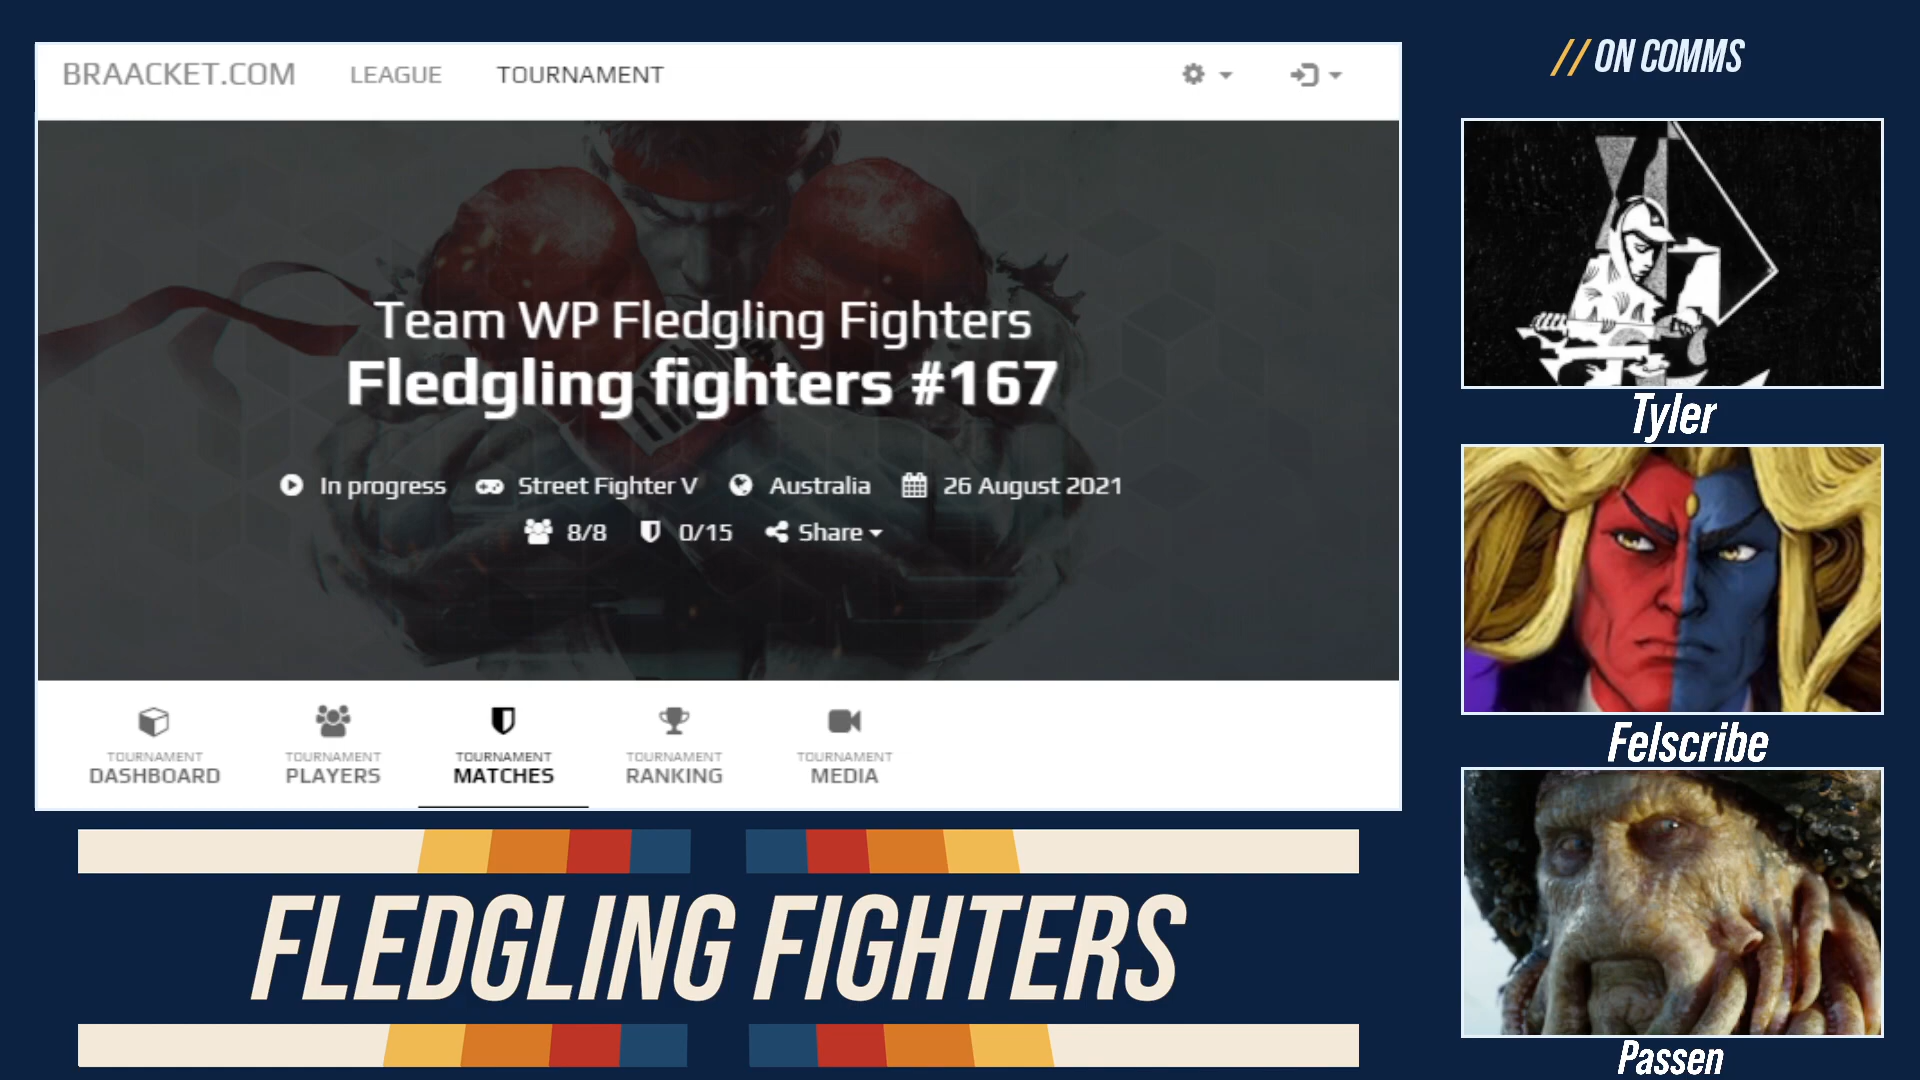 BRAACKET.COM LEAGUE TOURNAMENT
Team WP Fledgling Fighters
Fledgling fighters #167
In progress Street Fighter V Australia 26 August 2021
8/8 0/15 Share
TOURNAMENT DASHBOARD
TOURNAMENT PLAYERS
TOURNAMENT MATCHES
TOURNAMENT RANKING
TOURNAMENT MEDIA
FLEDGLING FIGHTERS
// ON COMMS
Tyler
Felscribe
Passen